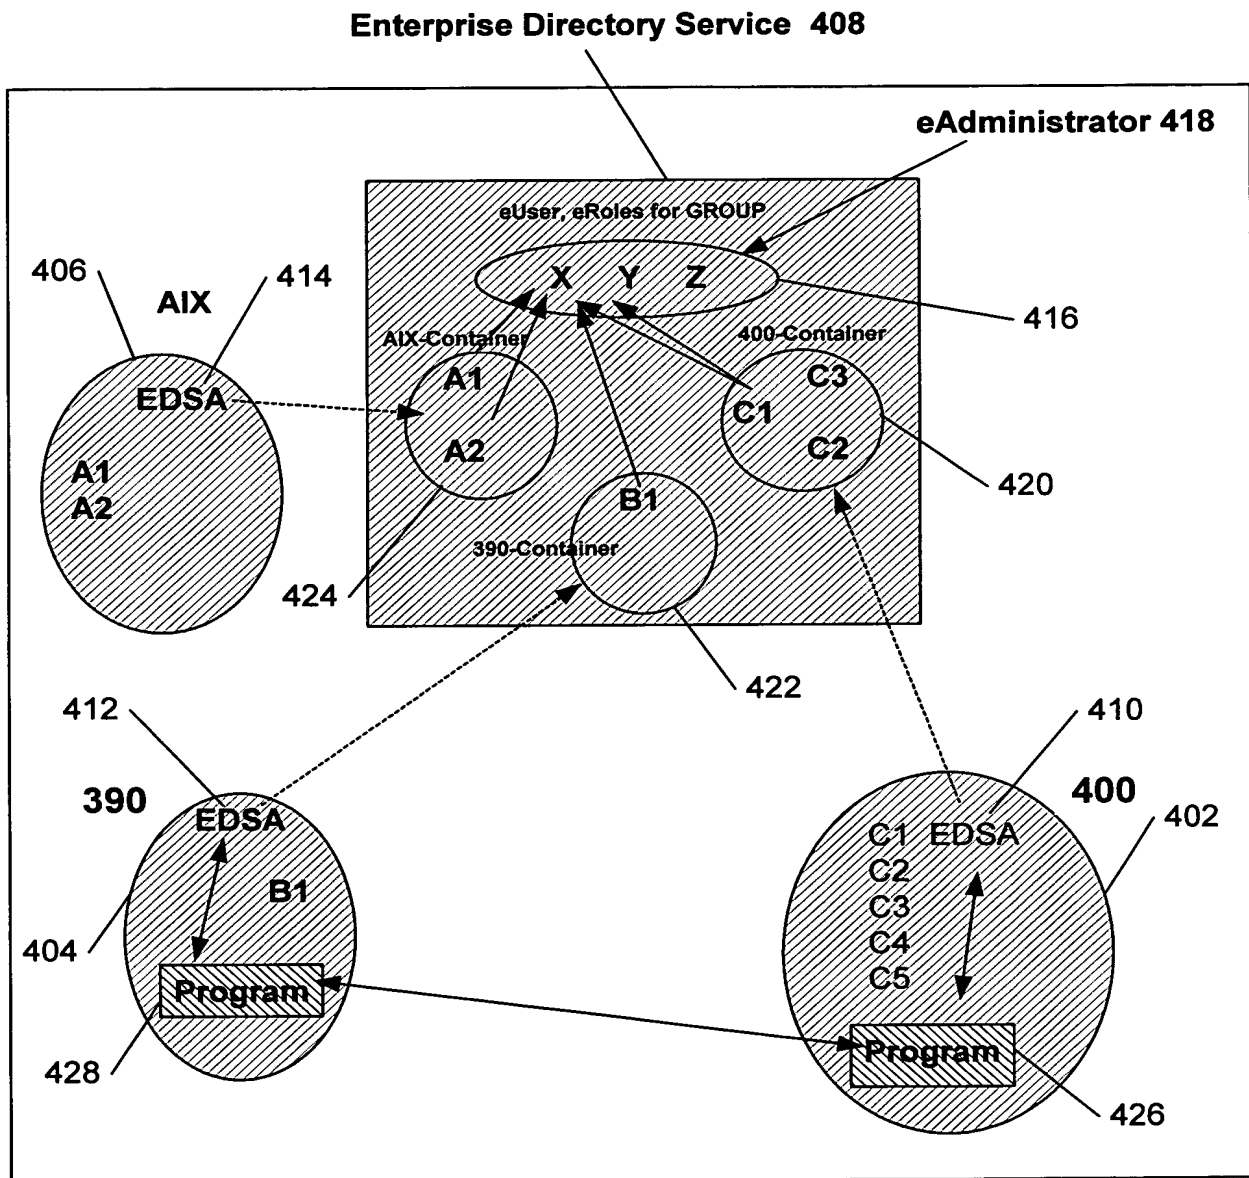 Enterprise Directory Service 408
eAdministrator 418
eUser, eRoles for GROUP
406
414
AIX
X Y Z
416
AIX-Container
400-Container
EDSA
A1
C3
C1
A2
C2
A1
A2
420
B1
390-Container
424
422
412
410
390
400
EDSA
402
C1 EDSA
C2
B1
C3
404
C4
C5
Program
Program
428
426